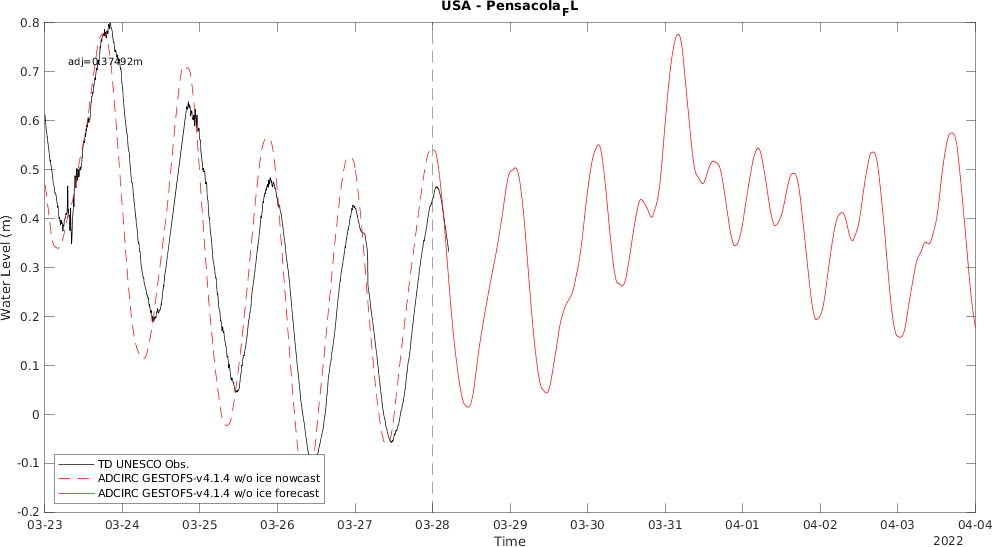 USA - Pensacola_FL
adj=0.37492m
0.8
0.7
0.6
0.5
0.4
0.3
0.2
0.1
0
-0.1
-0.2
Water Level (m)
TD UNESCO Obs.
ADCIRC GESTOFS-v4.1.4 w/o ice nowcast
ADCIRC GESTOFS-v4.1.4 w/o ice forecast
03-23 03-24 03-25 03-26 03-27 03-28 03-29 03-30 03-31 04-01 04-02 04-03 04-04
Time
2022